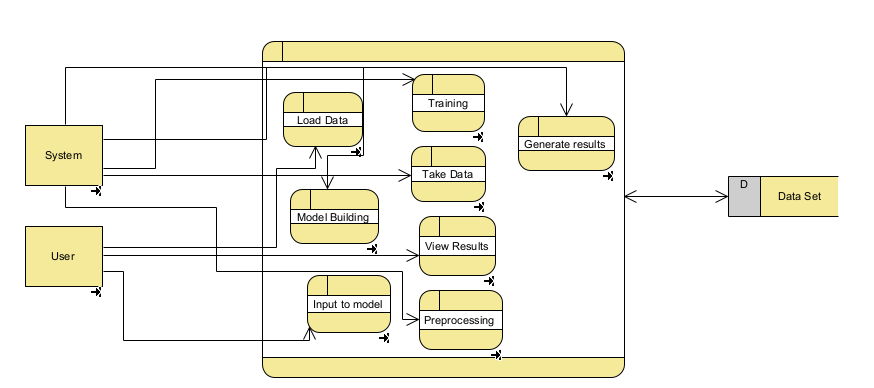 Training
Load Data
Generate results
System
Take Data
D
Data Set
Model Building
View Results
User
Input to model
Preprocessing